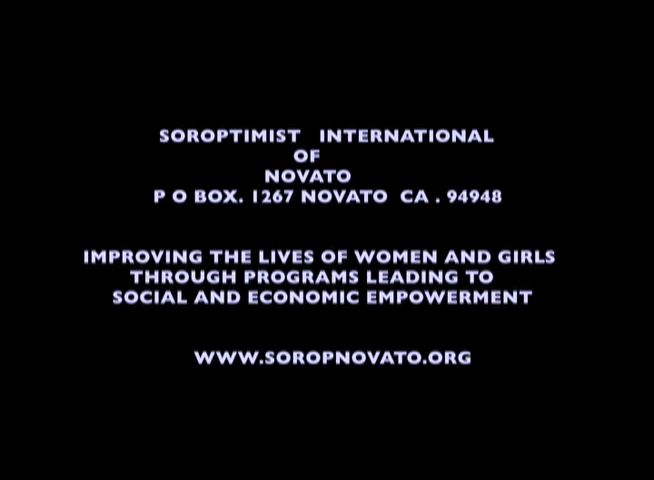 SOROPTIMIST INTERNATIONAL
OF
NOVATO
P O BOX. 1267 NOVATO CA . 94948
IMPROVING THE LIVES OF WOMEN AND GIRLS
THROUGH PROGRAMS LEADING TO
SOCIAL AND ECONOMIC EMPOWERMENT
WWW.SOROPNOVATO.ORG